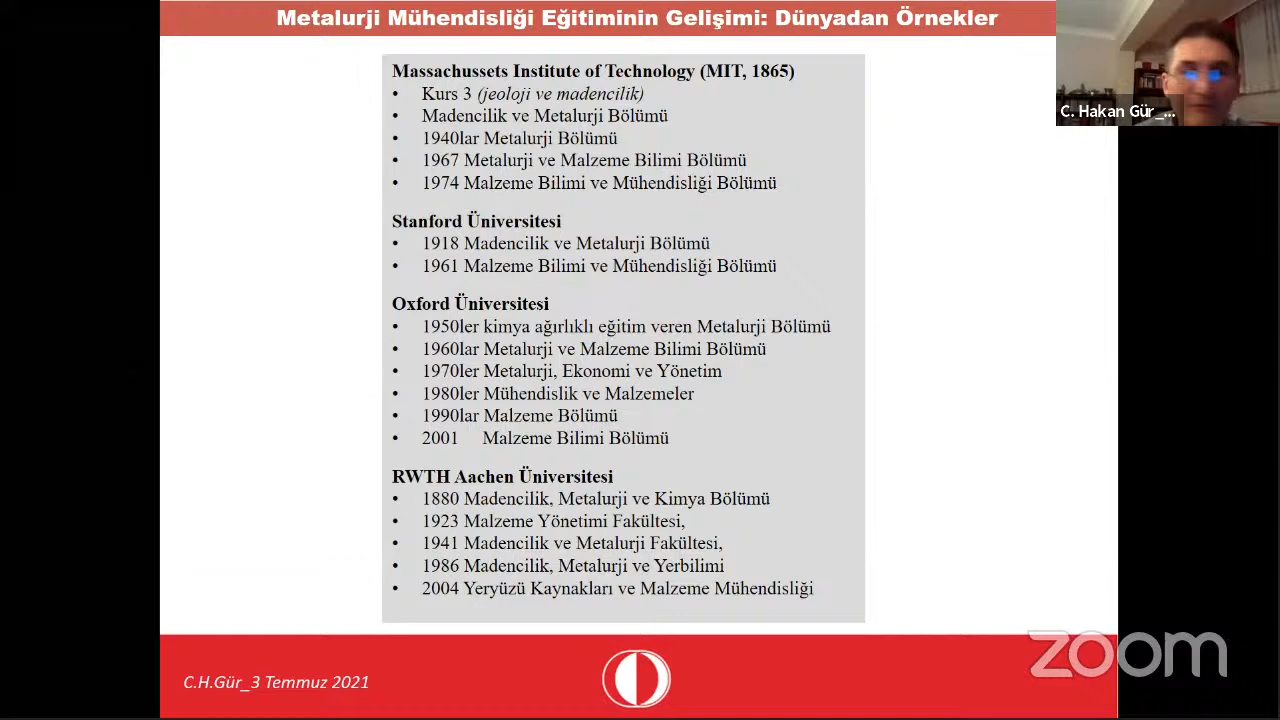 Metalurji Mühendisliği Eğitiminin Gelişimi: Dünyadan Örnekler
Massachussets Institute of Technology (MIT, 1865)
• Kurs 3 (jeoloji ve madencilik)
• Madencilik ve Metalurji Bölümü
• 1940lar Metalurji Bölümü
• 1967 Metalurji ve Malzeme Bilimi Bölümü
• 1974 Malzeme Bilimi ve Mühendisliği Bölümü
Stanford Üniversitesi
• 1918 Madencilik ve Metalurji Bölümü
• 1961 Malzeme Bilimi ve Mühendisliği Bölümü
Oxford Üniversitesi
• 1950ler kimya ağırlıklı eğitim veren Metalurji Bölümü
• 1960lar Metalurji ve Malzeme Bilimi Bölümü
• 1970ler Metalurji, Ekonomi ve Yönetim
• 1980ler Mühendislik ve Malzemeler
• 1990lar Malzeme Bölümü
• 2001 Malzeme Bilimi Bölümü
RWTH Aachen Üniversitesi
• 1880 Madencilik, Metalurji ve Kimya Bölümü
• 1923 Malzeme Yönetimi Fakültesi,
• 1941 Madencilik ve Metalurji Fakültesi,
• 1986 Madencilik, Metalurji ve Yerbilimi
• 2004 Yeryüzü Kaynakları ve Malzeme Mühendisliği
C.H.Gür_3 Temmuz 2021
C. Hakan Gür_...
zoom